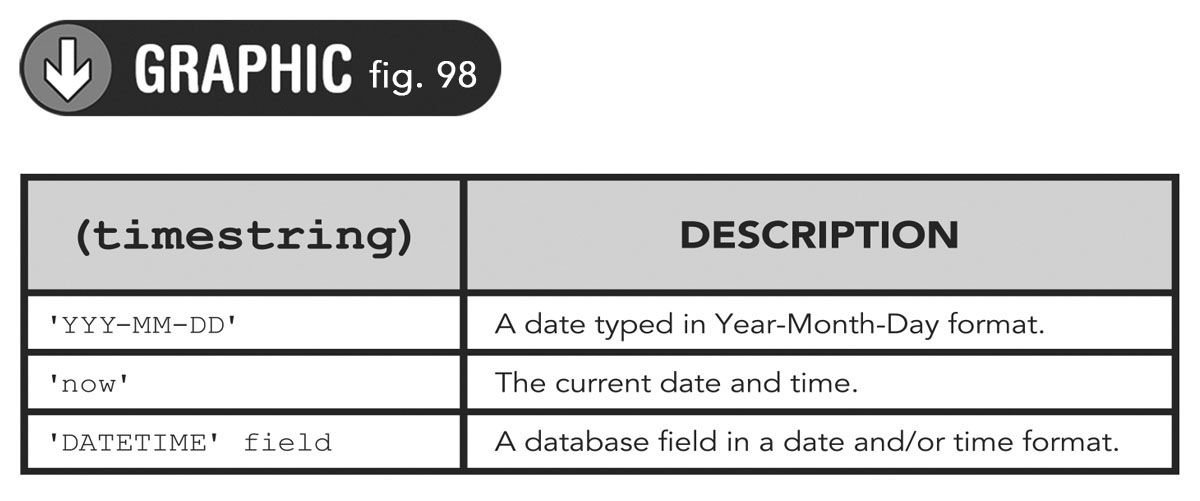 GRAPHIC fig. 98
(timestring) DESCRIPTION
'YYY-MM-DD' A date typed in Year-Month-Day format.
'now' The current date and time.
'DATETIME' field A database field in a date and/or time format.